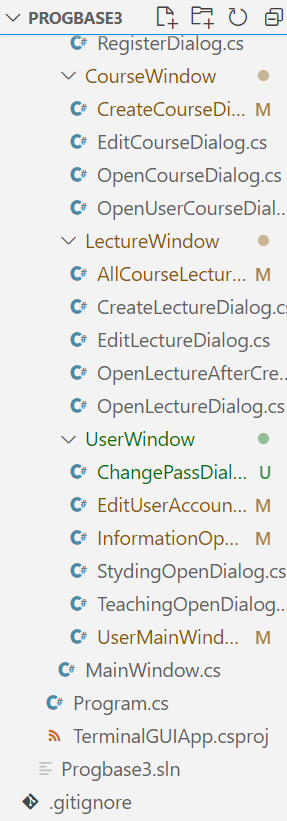 PROGBASE3
C# RegisterDialog.cs
CourseWindow
C# CreateCourseDi... M
C# EditCourseDialog.cs
C# OpenCourseDialog.cs
C# OpenUserCourseDial...
LectureWindow
C# AllCourseLectur... M
C# CreateLectureDialog.cs
C# EditLectureDialog.cs
C# OpenLectureAfterCre...
C# OpenLectureDialog.cs
UserWindow
C# ChangePassDial... U
C# EditUserAccoun... M
C# InformationOp... M
C# StydingOpenDialog.cs
C# TeachingOpenDialog...
C# UserMainWind... M
C# MainWindow.cs
C# Program.cs
TerminalGUIApp.csproj
Progbase3.sln
.gitignore